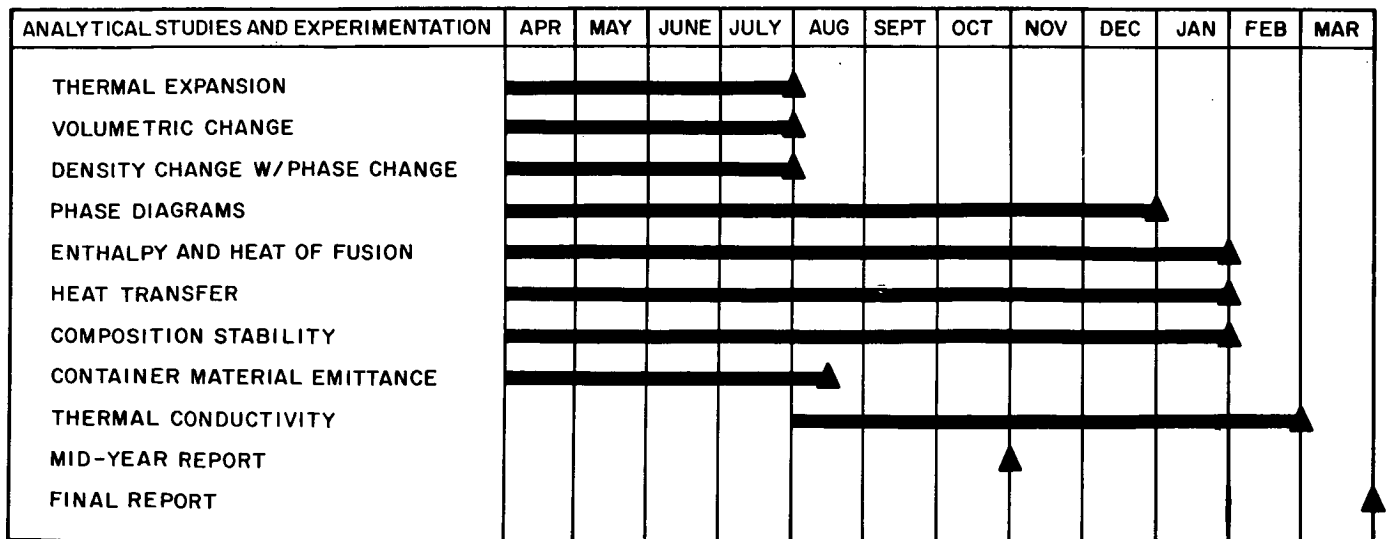 ANALYTICAL STUDIES AND EXPERIMENTATION APR MAY JUNE JULY AUG SEPT OCT NOV DEC JAN FEB MAR
THERMAL EXPANSION
VOLUMETRIC CHANGE
DENSITY CHANGE W/PHASE CHANGE
PHASE DIAGRAMS
ENTHALPY AND HEAT OF FUSION
HEAT TRANSFER
COMPOSITION STABILITY
CONTAINER MATERIAL EMITTANCE
THERMAL CONDUCTIVITY
MID-YEAR REPORT
FINAL REPORT